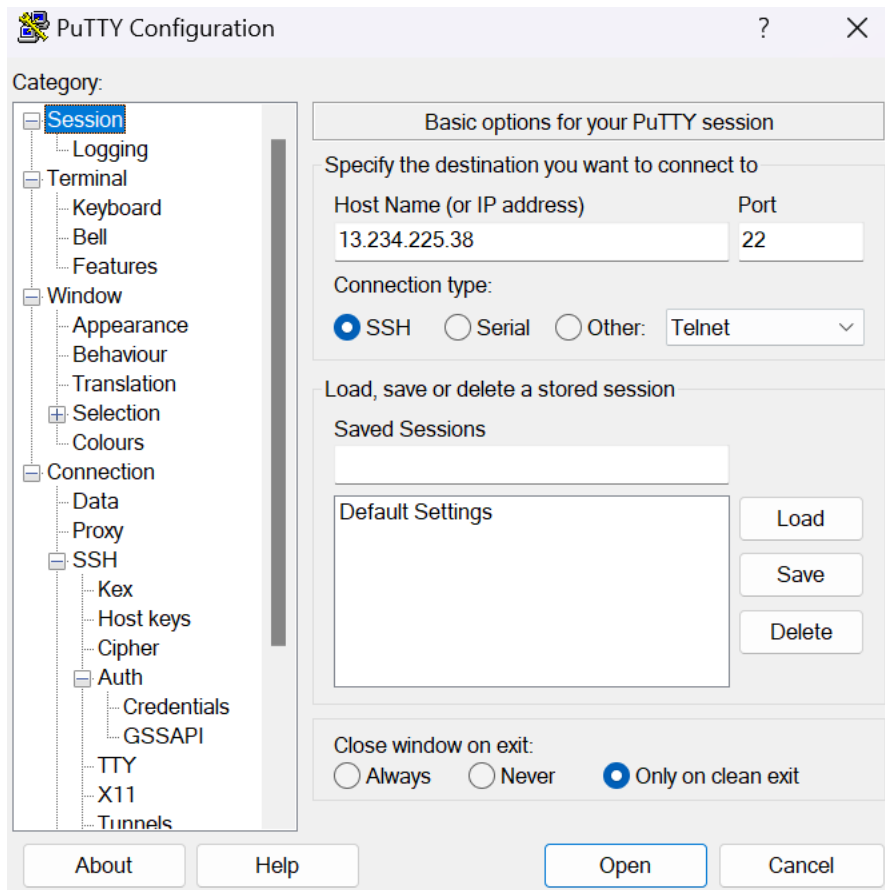 PuTTY Configuration
?
Category:
Session
Logging
Terminal
Keyboard
Bell
Features
Window
Appearance
Behaviour
Translation
Selection
Colours
Connection
Data
Proxy
SSH
Kex
Host keys
Cipher
Auth
Credentials
GSSAPI
TTY
X11
Tunnels
Basic options for your PuTTY session
Specify the destination you want to connect to
Host Name (or IP address) Port
13.234.225.38 22
Connection type:
SSH Serial Other: Telnet
Load, save or delete a stored session
Saved Sessions
Default Settings
Load
Save
Delete
Close window on exit:
Always Never Only on clean exit
About Help Open Cancel